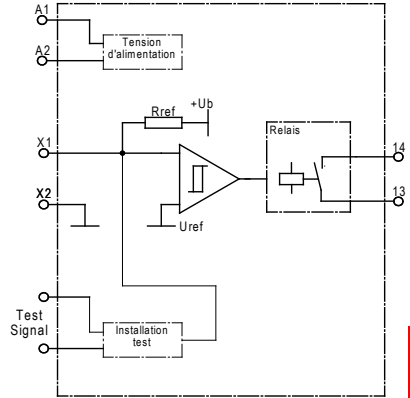 A1
Tension
d'alimentation
A2
+Ub
Rref
Relais
X1
14
X2
13
Uref
Test
Signal
Installation
test